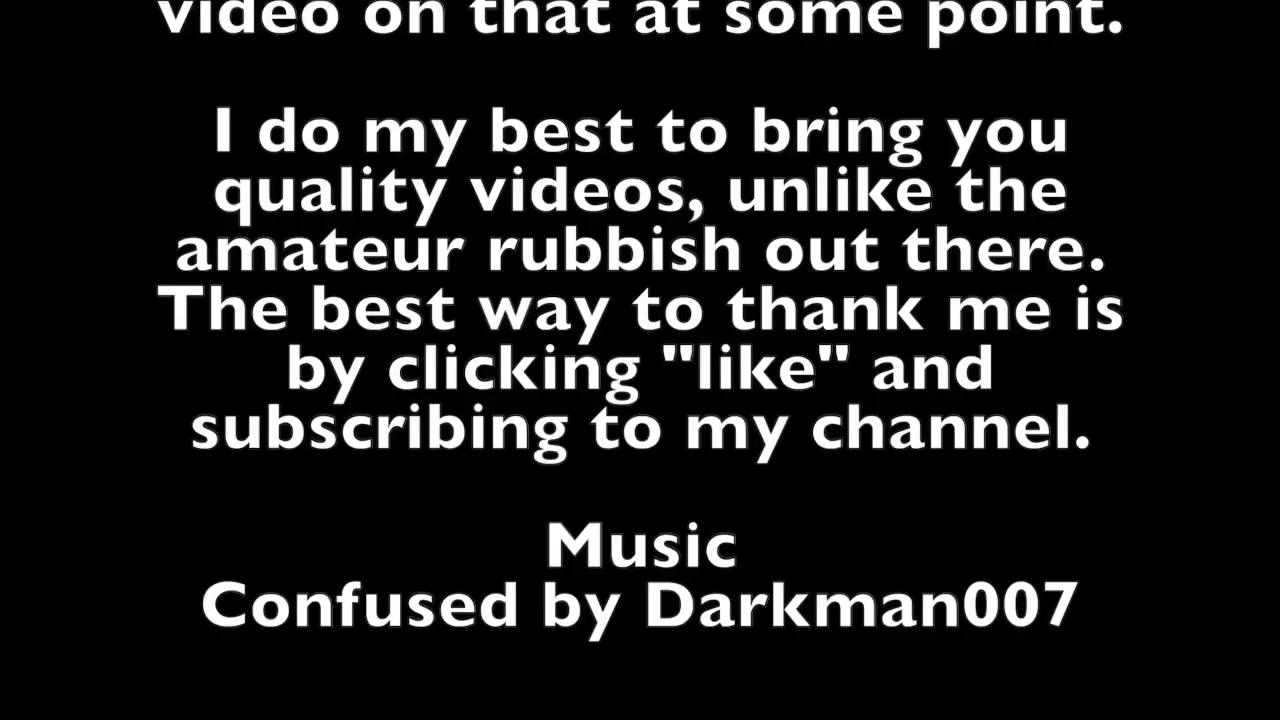 video on that at some point.
I do my best to bring you
quality videos, unlike the
amateur rubbish out there.
The best way to thank me is
by clicking "like" and
subscribing to my channel.
Music
Confused by Darkman007